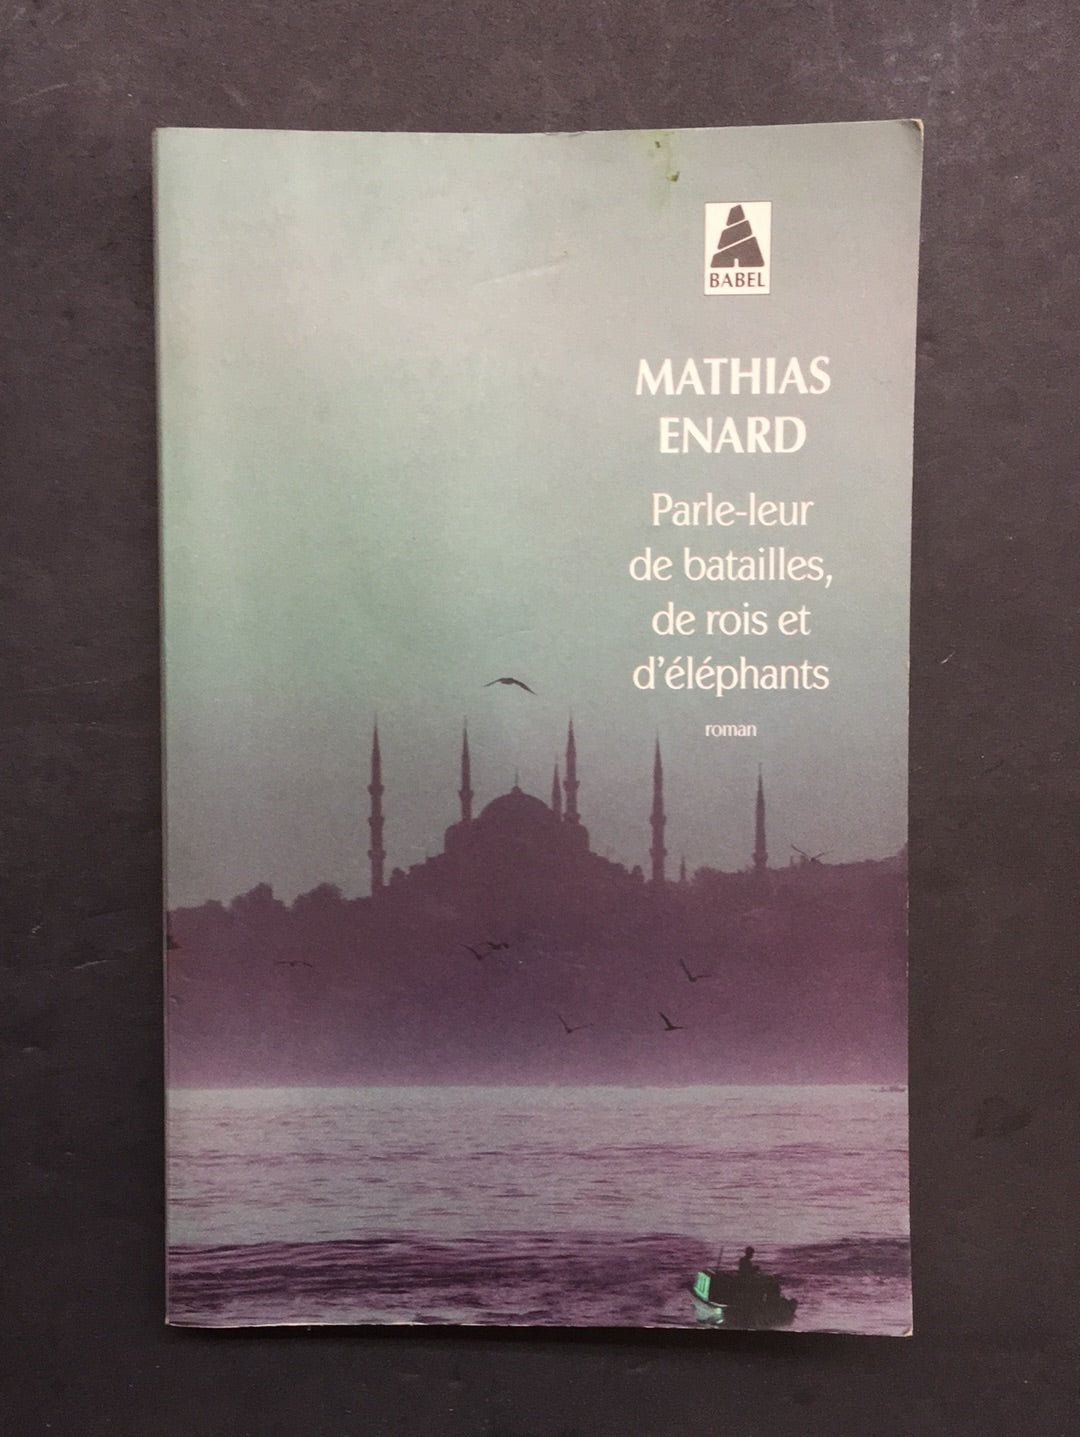 BABEL
MATHIAS
ENARD
Parle-leur
de batailles,
de rois et
d'éléphants
roman